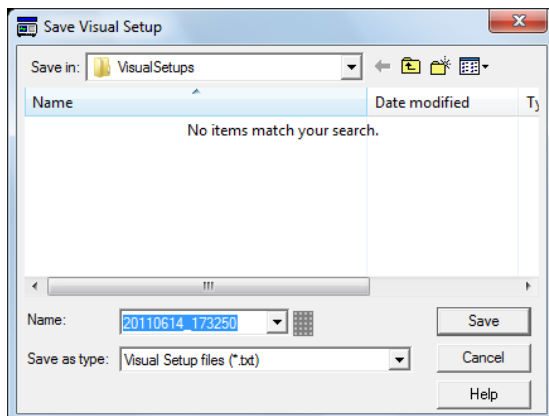 Save Visual Setup
Save in: VisualSetups
Name Date modified Ty
No items match your search.
Name: 20110614_173250 Save
Save as type: Visual Setup files (*.txt) Cancel
Help